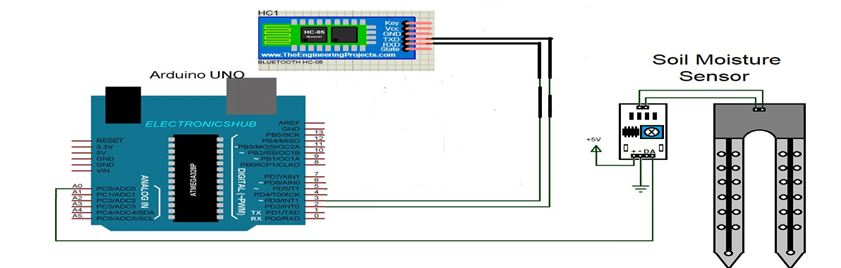 HC1
Key
Vcc
GND
TXD
RXD
State
HC-05
www.TheEngineeringProjects.com
BLUETOOTH HC-05
Arduino UNO
ELECTRONICSHUB
RESET
3.3V
5V
GND
GND
VIN
A0 PC0/ADC0
A1 PC1/ADC1
A2 PC2/ADC2
A3 PC3/ADC3
A4 PC4/ADC4/SDA
A5 PC5/ADC5/SCL
ANALOG IN
ATMEGA328P
DIGITAL (~PWM)
AREF
GND
PB5/SCK 13
PB4/MISO 12
~PB3/MOSI/OC2A 11
~PB2/SS/OC1B 10
~PB1/OC1A 9
PB0/ICP1/CLKO 8
PD7/AIN1 7
~PD6/AIN0 6
~PD5/T1 5
PD4/T0/XCK 4
~PD3/INT1 3
PD2/INT0 2
TX PD1/TXD 1
RX PD0/RXD 0
Soil Moisture
Sensor
+5V
+ - D A